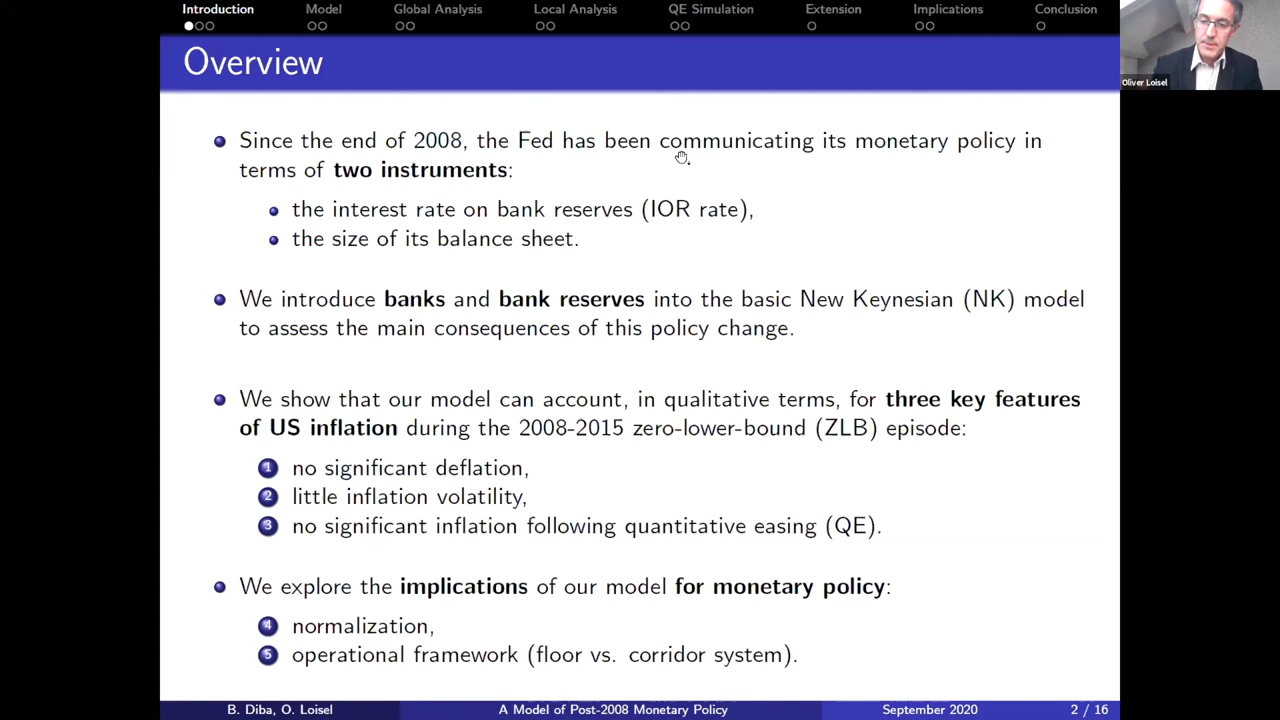 Introduction Model Global Analysis Local Analysis QE Simulation Extension Implications Conclusion
Overview
Oliver Loisel
Since the end of 2008, the Fed has been communicating its monetary policy in
terms of two instruments:
the interest rate on bank reserves (IOR rate),
the size of its balance sheet.
We introduce banks and bank reserves into the basic New Keynesian (NK) model
to assess the main consequences of this policy change.
We show that our model can account, in qualitative terms, for three key features
of US inflation during the 2008-2015 zero-lower-bound (ZLB) episode:
1 no significant deflation,
2 little inflation volatility,
3 no significant inflation following quantitative easing (QE).
We explore the implications of our model for monetary policy:
4 normalization,
5 operational framework (floor vs. corridor system).
B. Diba, O. Loisel A Model of Post-2008 Monetary Policy September 2020 2 / 16